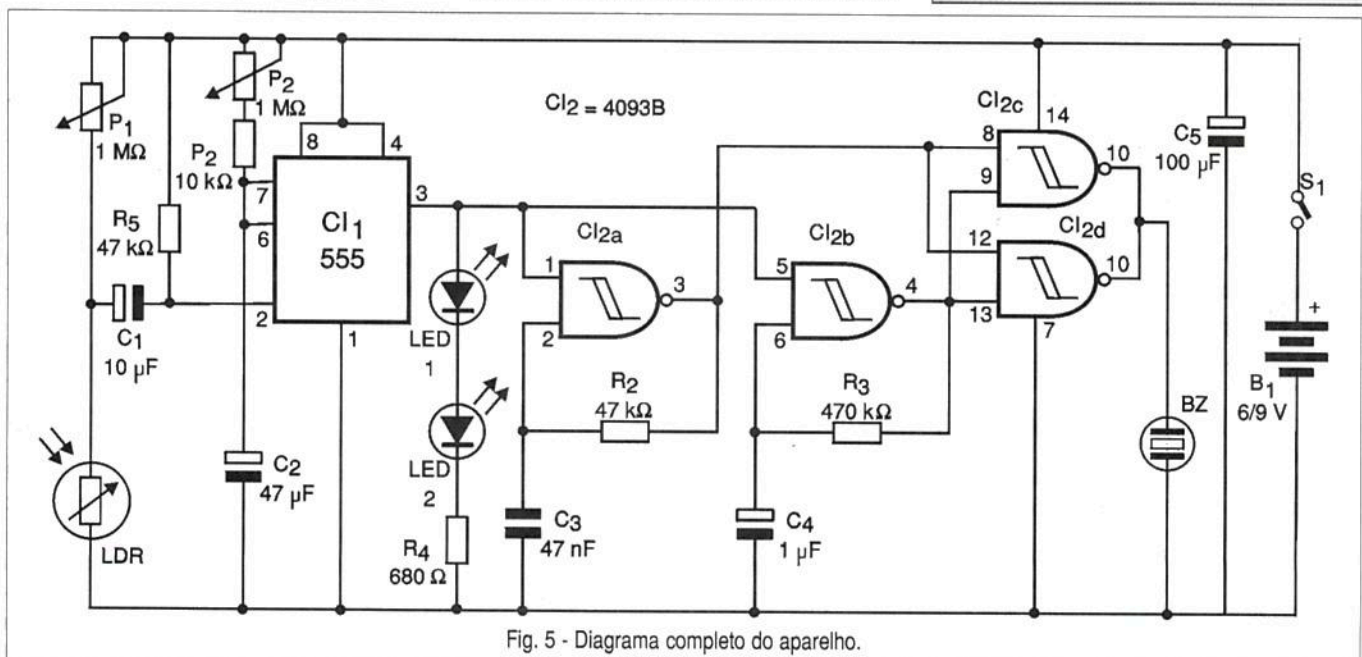 P1
1 MΩ
R5
47 kΩ
C1
10 µF
LDR
P2
1 MΩ
P2
10 kΩ
C2
47 µF
8
4
7
6
2
3
1
CI1
555
LED
1
LED
2
R4
680 Ω
CI2 = 4093B
CI2a
1
2
3
R2
47 kΩ
C3
47 nF
CI2b
5
6
4
R3
470 kΩ
C4
1 µF
CI2c
14
8
9
10
CI2d
12
13
10
7
C5
100 µF
S1
+
B1
6/9 V
BZ
Fig. 5 - Diagrama completo do aparelho.